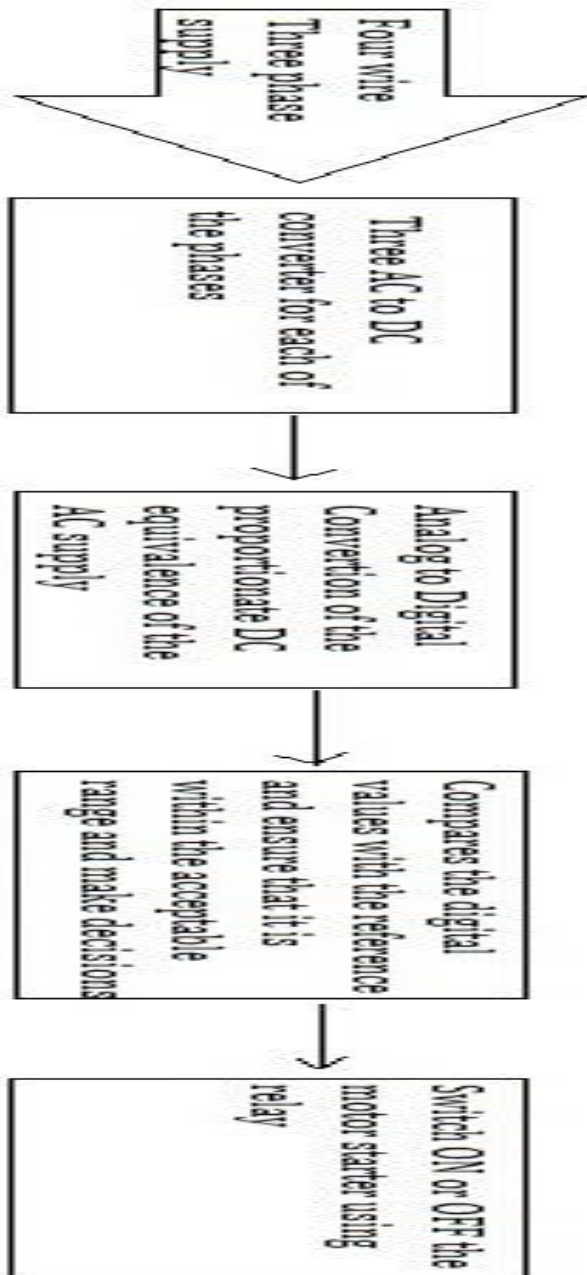 Four wire
Three phase
supply
Three AC to DC
converter for each of
the phases
Analog to Digital
Convertion of the
proportionate DC
equivalence of the
AC supply
Compares the digital
values with the reference
and ensure that it is
within the acceptable
range and make decisions
Switch ON or OFF the
motor starter using
relay